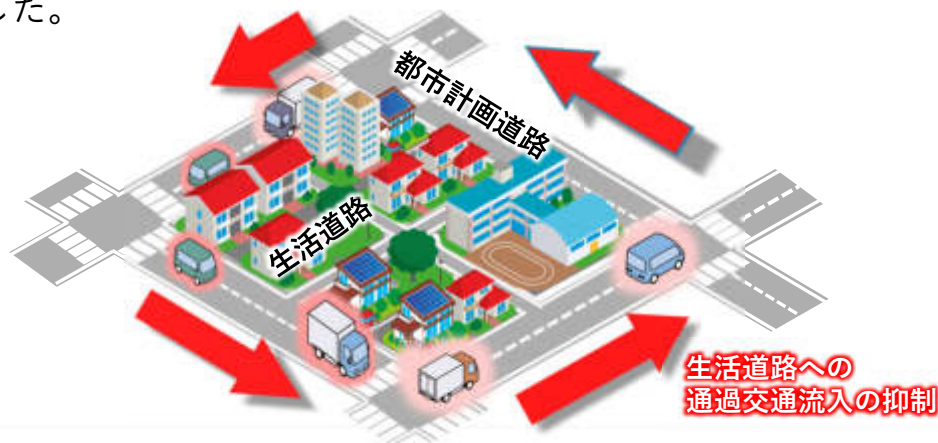 した。
都市計画道路
生活道路
生活道路への
通過交通流入の抑制